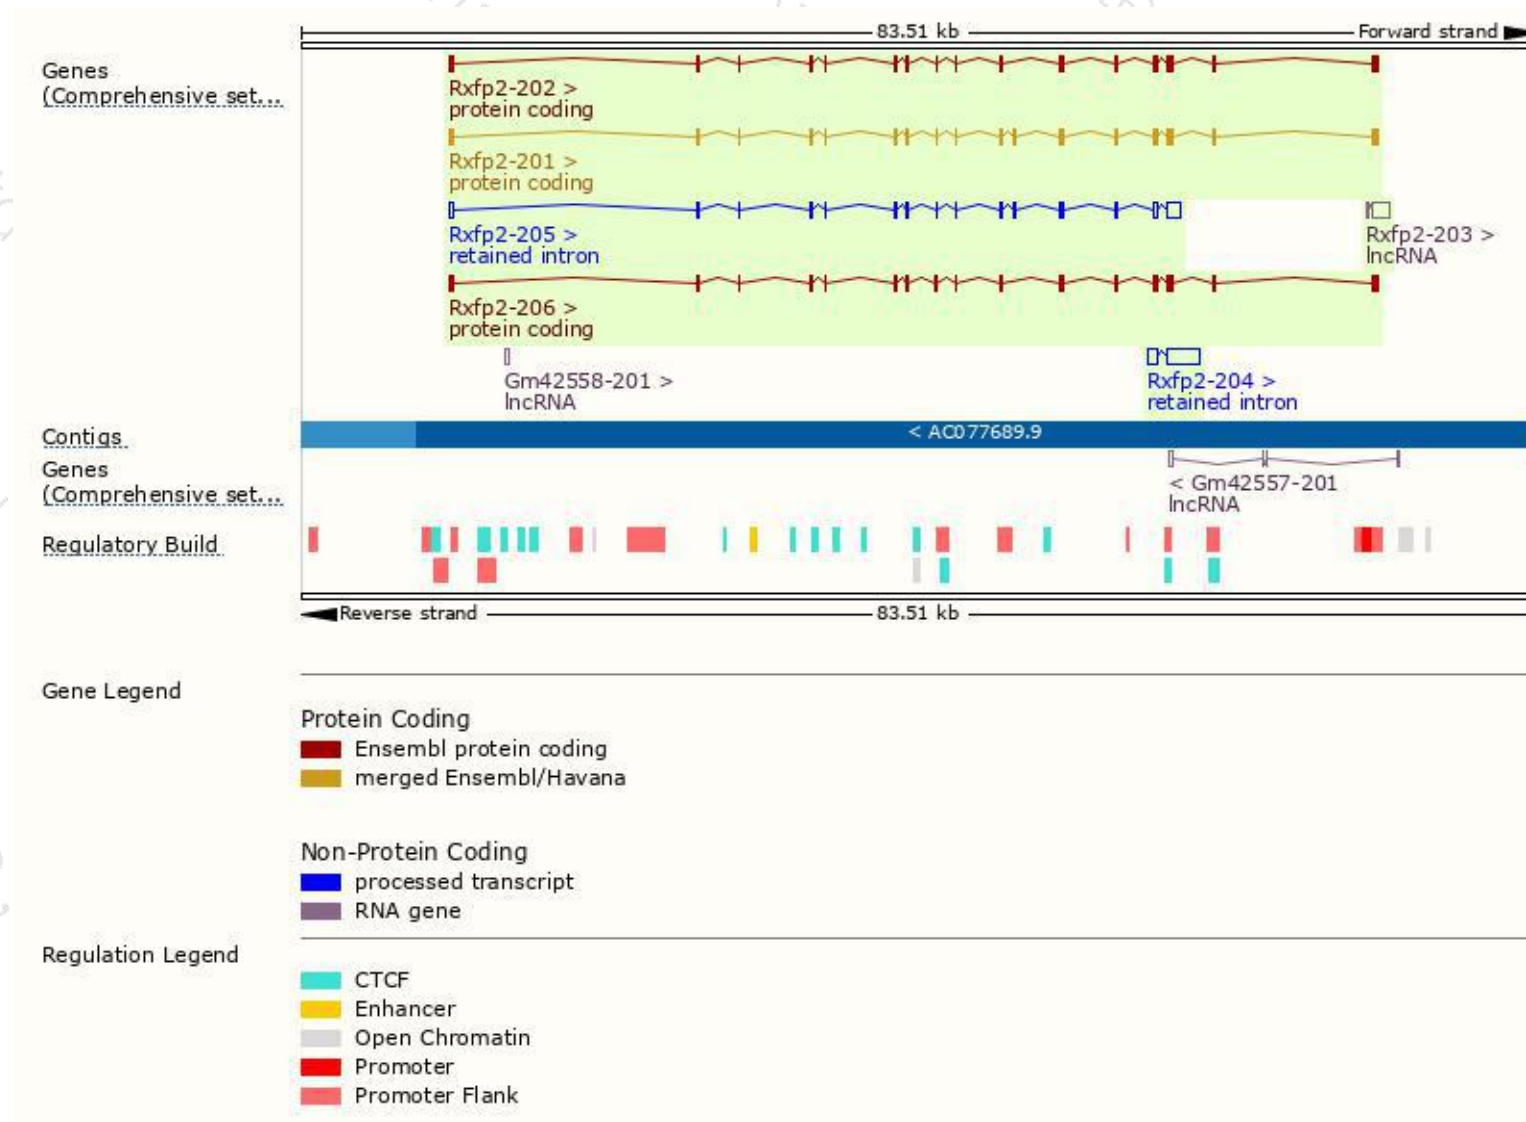 83.51 kb
Forward strand
Genes
(Comprehensive set...
Rxfp2-202 >
protein coding
Rxfp2-201 >
protein coding
Rxfp2-205 >
retained intron
Rxfp2-203 >
lncRNA
Rxfp2-206 >
protein coding
Gm42558-201 >
lncRNA
Rxfp2-204 >
retained intron
Contigs
< AC077689.9
Genes
(Comprehensive set...
< Gm42557-201
lncRNA
Regulatory Build
Reverse strand
83.51 kb
Gene Legend
Protein Coding
Ensembl protein coding
merged Ensembl/Havana
Non-Protein Coding
processed transcript
RNA gene
Regulation Legend
CTCF
Enhancer
Open Chromatin
Promoter
Promoter Flank